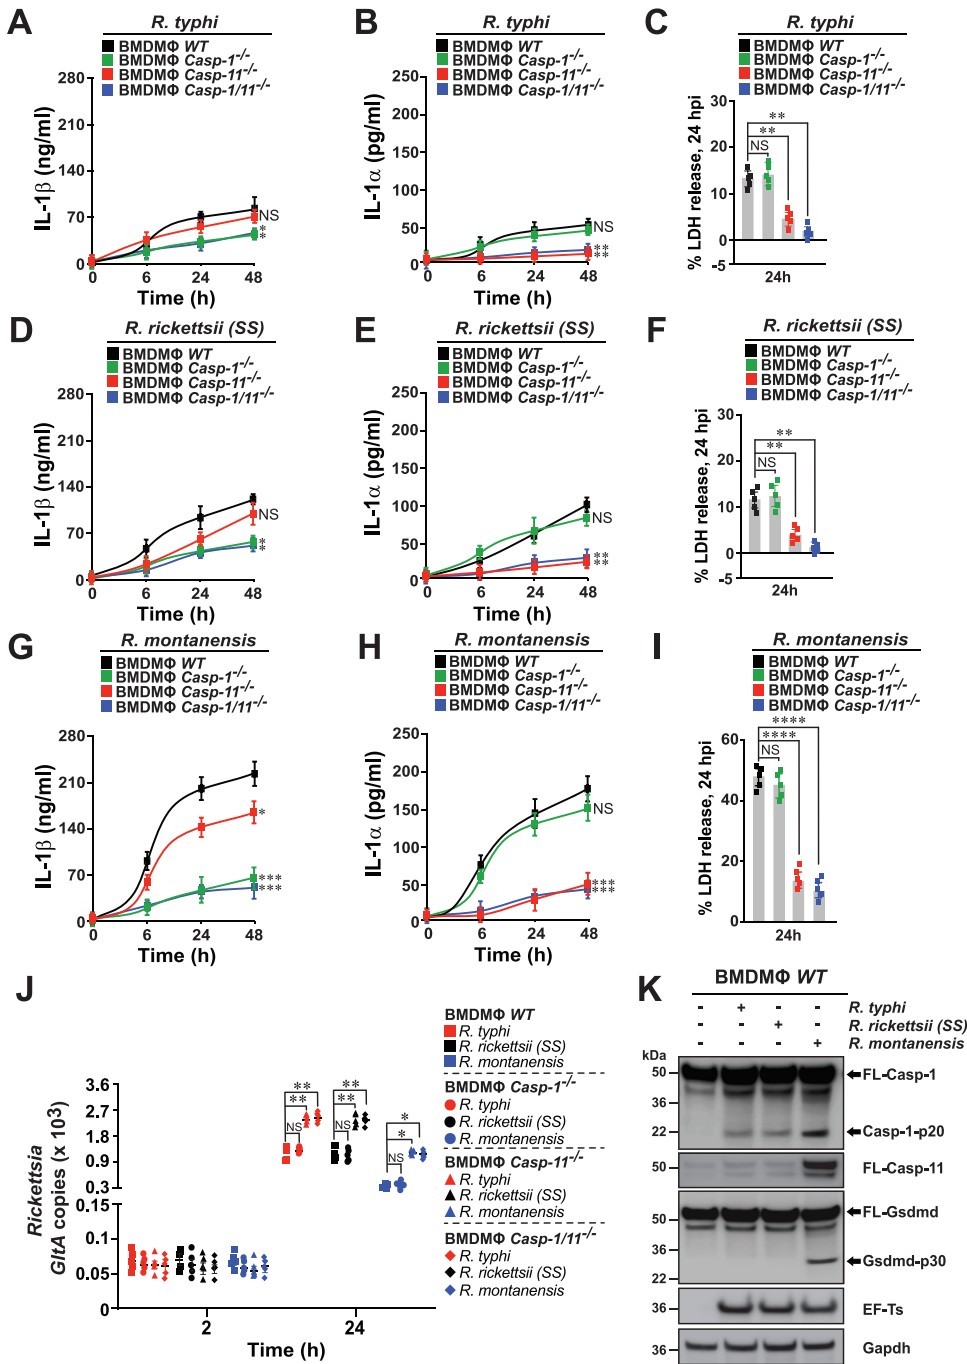 A
R. typhi
BMDMΦ WT
BMDMΦ Casp-1-/-
BMDMΦ Casp-11-/-
BMDMΦ Casp-1/11-/-
IL-1β (ng/ml)
280
210
140
70
0
NS
*
*
0 6 24 48
Time (h)
B
R. typhi
BMDMΦ WT
BMDMΦ Casp-1-/-
BMDMΦ Casp-11-/-
BMDMΦ Casp-1/11-/-
IL-1α (pg/ml)
250
200
150
100
50
0
NS
**
**
0 6 24 48
Time (h)
C
R. typhi
BMDMΦ WT
BMDMΦ Casp-1-/-
BMDMΦ Casp-11-/-
BMDMΦ Casp-1/11-/-
% LDH release, 24 hpi
30
20
10
0
-5
**
**
NS
24h
D
R. rickettsii (SS)
BMDMΦ WT
BMDMΦ Casp-1-/-
BMDMΦ Casp-11-/-
BMDMΦ Casp-1/11-/-
IL-1β (ng/ml)
280
210
140
70
0
NS
*
*
0 6 24 48
Time (h)
E
R. rickettsii (SS)
BMDMΦ WT
BMDMΦ Casp-1-/-
BMDMΦ Casp-11-/-
BMDMΦ Casp-1/11-/-
IL-1α (pg/ml)
250
200
150
100
50
0
NS
**
**
0 6 24 48
Time (h)
F
R. rickettsii (SS)
BMDMΦ WT
BMDMΦ Casp-1-/-
BMDMΦ Casp-11-/-
BMDMΦ Casp-1/11-/-
% LDH release, 24 hpi
30
20
10
0
-5
**
**
NS
24h
G
R. montanensis
BMDMΦ WT
BMDMΦ Casp-1-/-
BMDMΦ Casp-11-/-
BMDMΦ Casp-1/11-/-
IL-1β (ng/ml)
280
210
140
70
0
*
***
***
0 6 24 48
Time (h)
H
R. montanensis
BMDMΦ WT
BMDMΦ Casp-1-/-
BMDMΦ Casp-11-/-
BMDMΦ Casp-1/11-/-
IL-1α (pg/ml)
250
200
150
100
50
0
NS
***
***
0 6 24 48
Time (h)
I
R. montanensis
BMDMΦ WT
BMDMΦ Casp-1-/-
BMDMΦ Casp-11-/-
BMDMΦ Casp-1/11-/-
% LDH release, 24 hpi
60
40
20
0
****
****
NS
24h
J
Rickettsia
GltA copies (x 10³)
3.6
2.7
1.8
0.9
0.3
0.15
0.1
0.05
0
** **
** **
NS NS
*
*
NS
2 24
Time (h)
BMDMΦ WT
R. typhi
R. rickettsii (SS)
R. montanensis
BMDMΦ Casp-1-/-
R. typhi
R. rickettsii (SS)
R. montanensis
BMDMΦ Casp-11-/-
R. typhi
R. rickettsii (SS)
R. montanensis
BMDMΦ Casp-1/11-/-
R. typhi
R. rickettsii (SS)
R. montanensis
K
BMDMΦ WT
- + - - R. typhi
- - + - R. rickettsii (SS)
- - - + R. montanensis
kDa
50 FL-Casp-1
36
22 Casp-1-p20
50 FL-Casp-11
FL-Gsdmd
50
36
Gsdmd-p30
22
36 EF-Ts
36 Gapdh